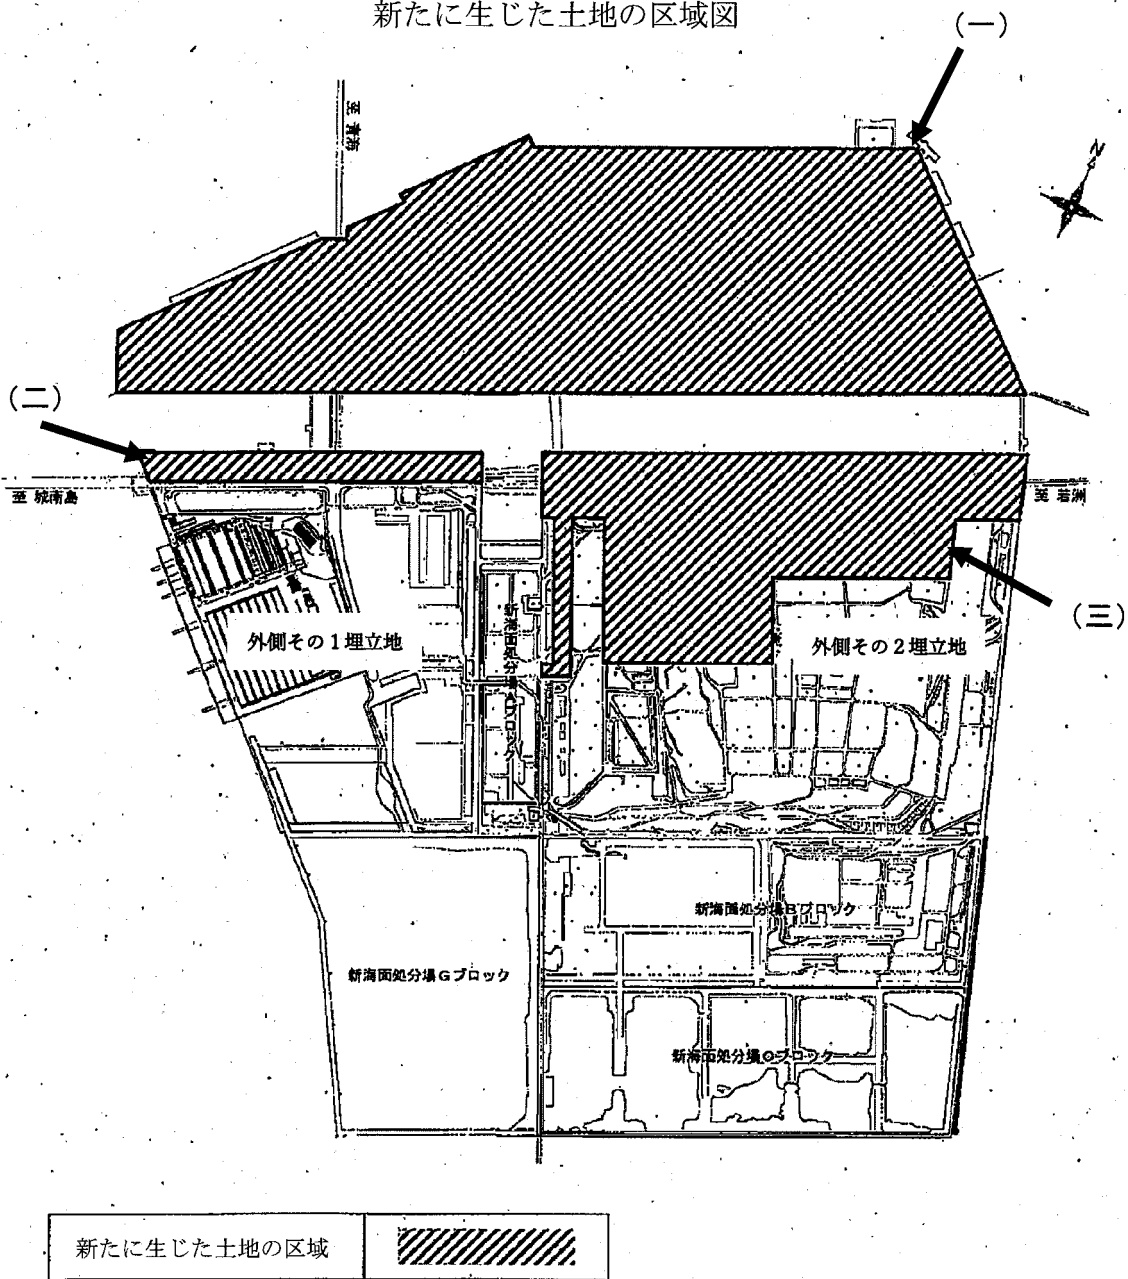 新たに生じた土地の区域図
(一)
至 青海
N
(二)
至 城南島
至 若洲
(三)
外側その1埋立地
新海面処分場Aブロック
外側その2埋立地
新海面処分場Bブロック
新海面処分場Gブロック
新海面処分場Cブロック
新たに生じた土地の区域